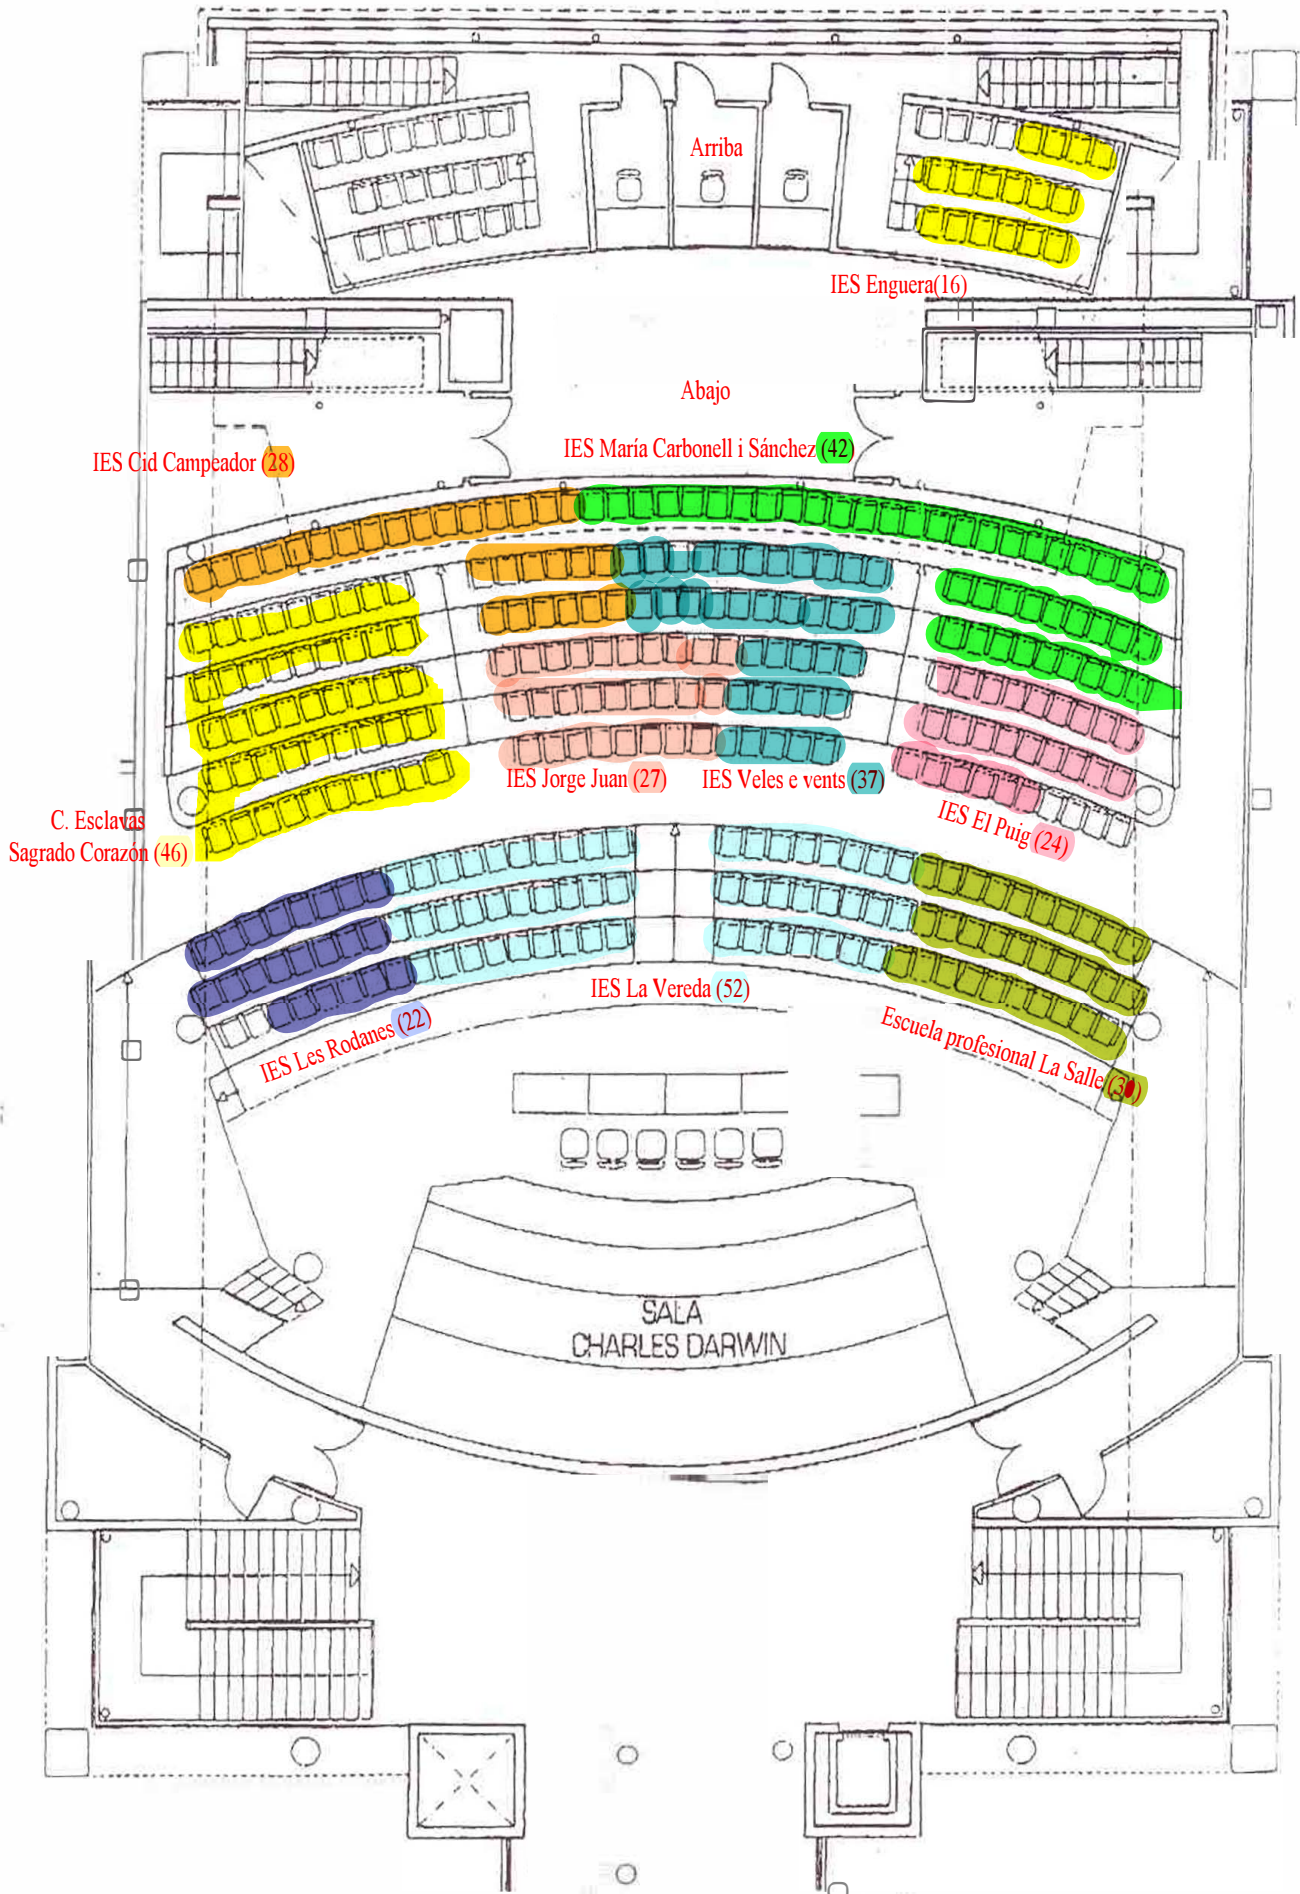 Arriba
IES Enguera(16)
Abajo
IES Cid Campeador (28)
IES María Carbonell i Sánchez (42)
IES Jorge Juan (27)
IES Veles e vents (37)
C. Esclavas
Sagrado Corazón (46)
IES El Puig (24)
IES La Vereda (52)
IES Les Rodanes (22)
Escuela profesional La Salle
SALA
CHARLES DARWIN